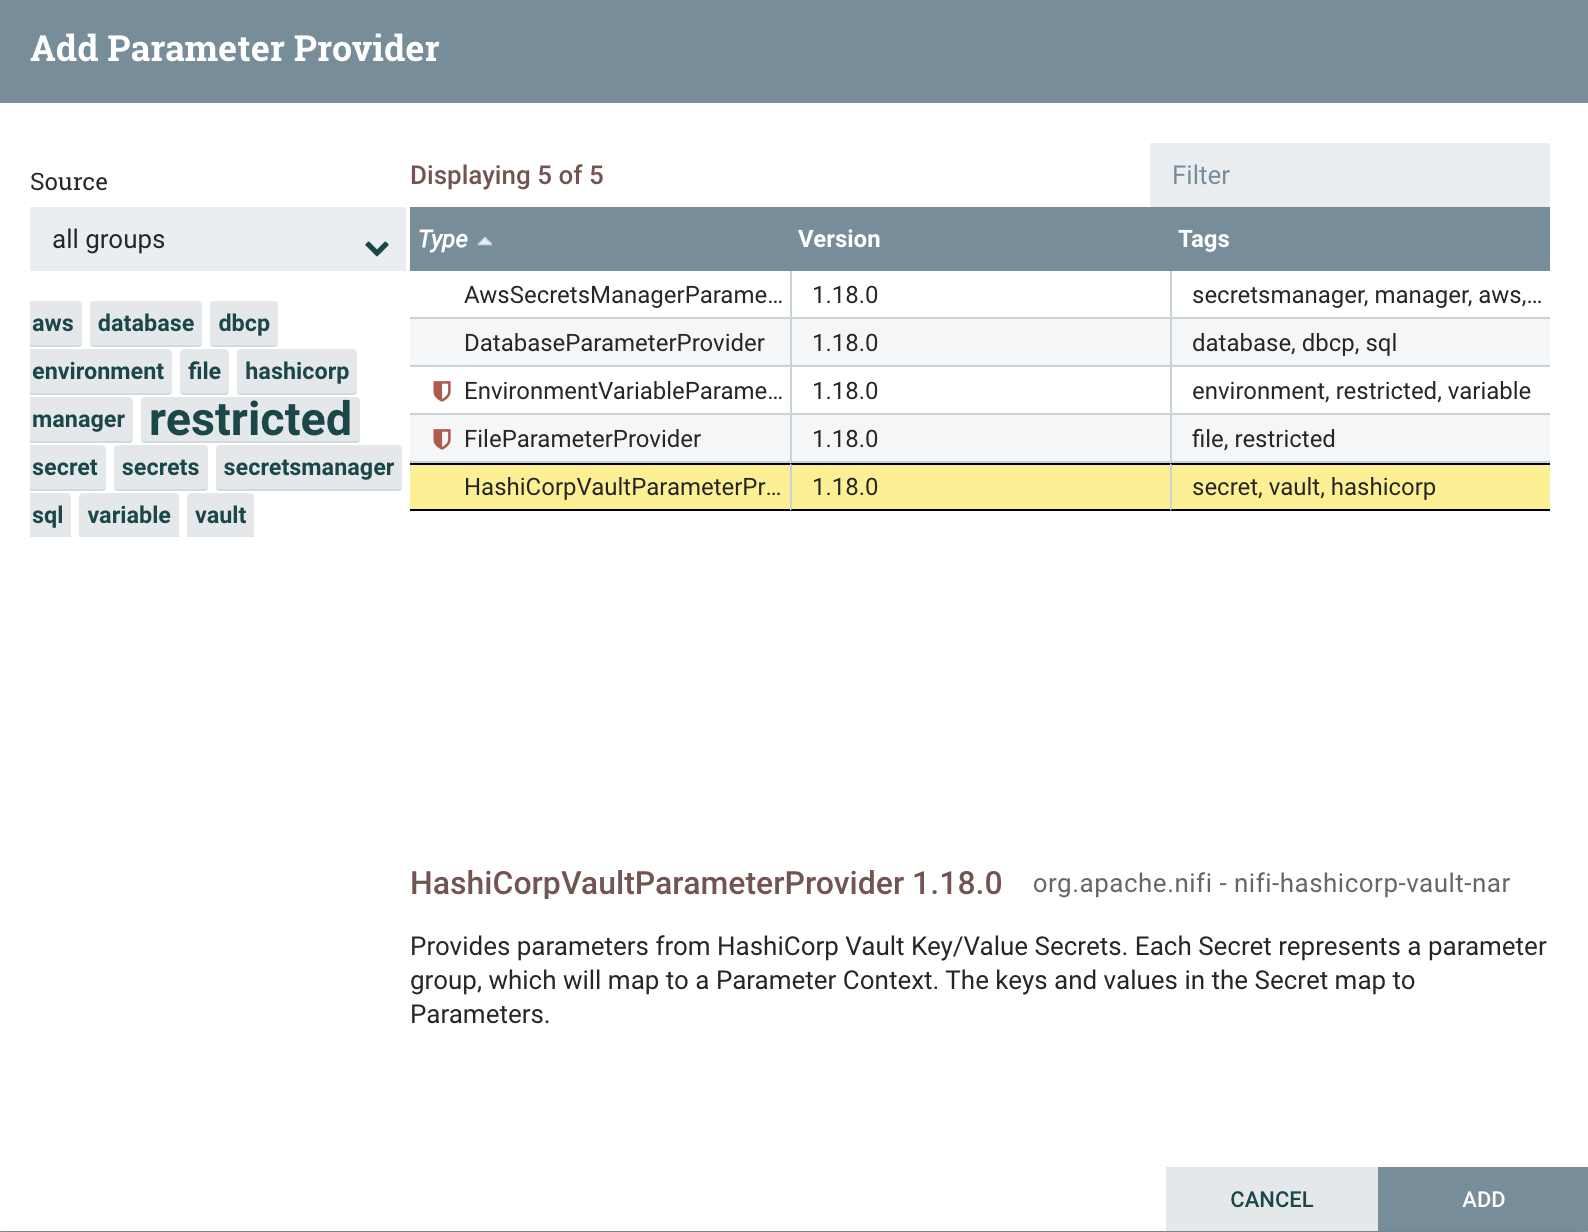 Add Parameter Provider
Source
Displaying 5 of 5
Filter
all groups
Type Version Tags
AwsSecretsManagerParame... 1.18.0 secretsmanager, manager, aws,...
DatabaseParameterProvider 1.18.0 database, dbcp, sql
EnvironmentVariableParame... 1.18.0 environment, restricted, variable
FileParameterProvider 1.18.0 file, restricted
HashiCorpVaultParameterPr... 1.18.0 secret, vault, hashicorp
aws database dbcp
environment file hashicorp
manager restricted
secret secrets secretsmanager
sql variable vault
HashiCorpVaultParameterProvider 1.18.0 org.apache.nifi - nifi-hashicorp-vault-nar
Provides parameters from HashiCorp Vault Key/Value Secrets. Each Secret represents a parameter
group, which will map to a Parameter Context. The keys and values in the Secret map to
Parameters.
CANCEL ADD